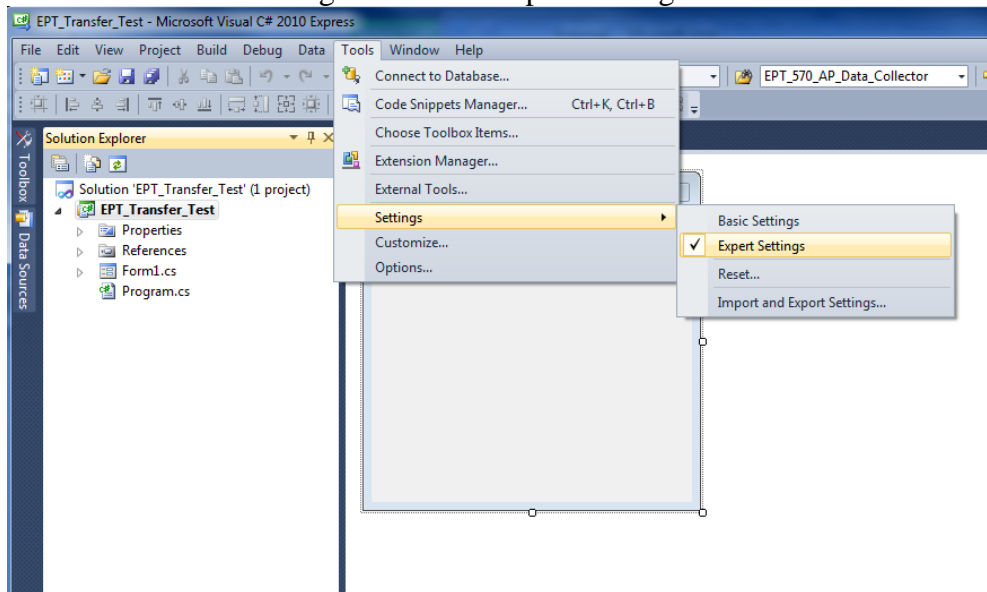 EPT_Transfer_Test - Microsoft Visual C# 2010 Express
File Edit View Project Build Debug Data Tools Window Help
Connect to Database...
EPT_570_AP_Data_Collector
Code Snippets Manager... Ctrl+K, Ctrl+B
Choose Toolbox Items...
Extension Manager...
External Tools...
Settings
Customize...
Options...
Basic Settings
Expert Settings
Reset...
Import and Export Settings...
Toolbox
Data Sources
Solution Explorer
Solution 'EPT_Transfer_Test' (1 project)
EPT_Transfer_Test
Properties
References
Form1.cs
Program.cs